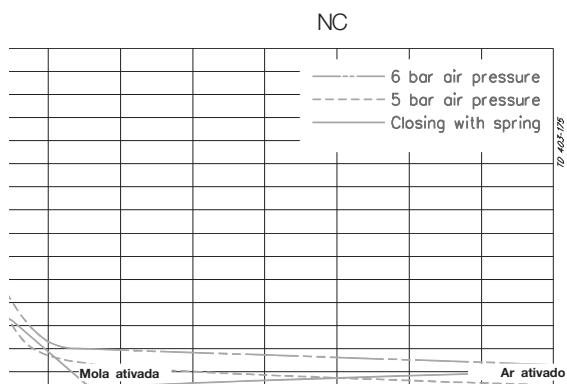 NC
6 bar air pressure
5 bar air pressure
Closing with spring
TD 403-175
Mola ativada
Ar ativado